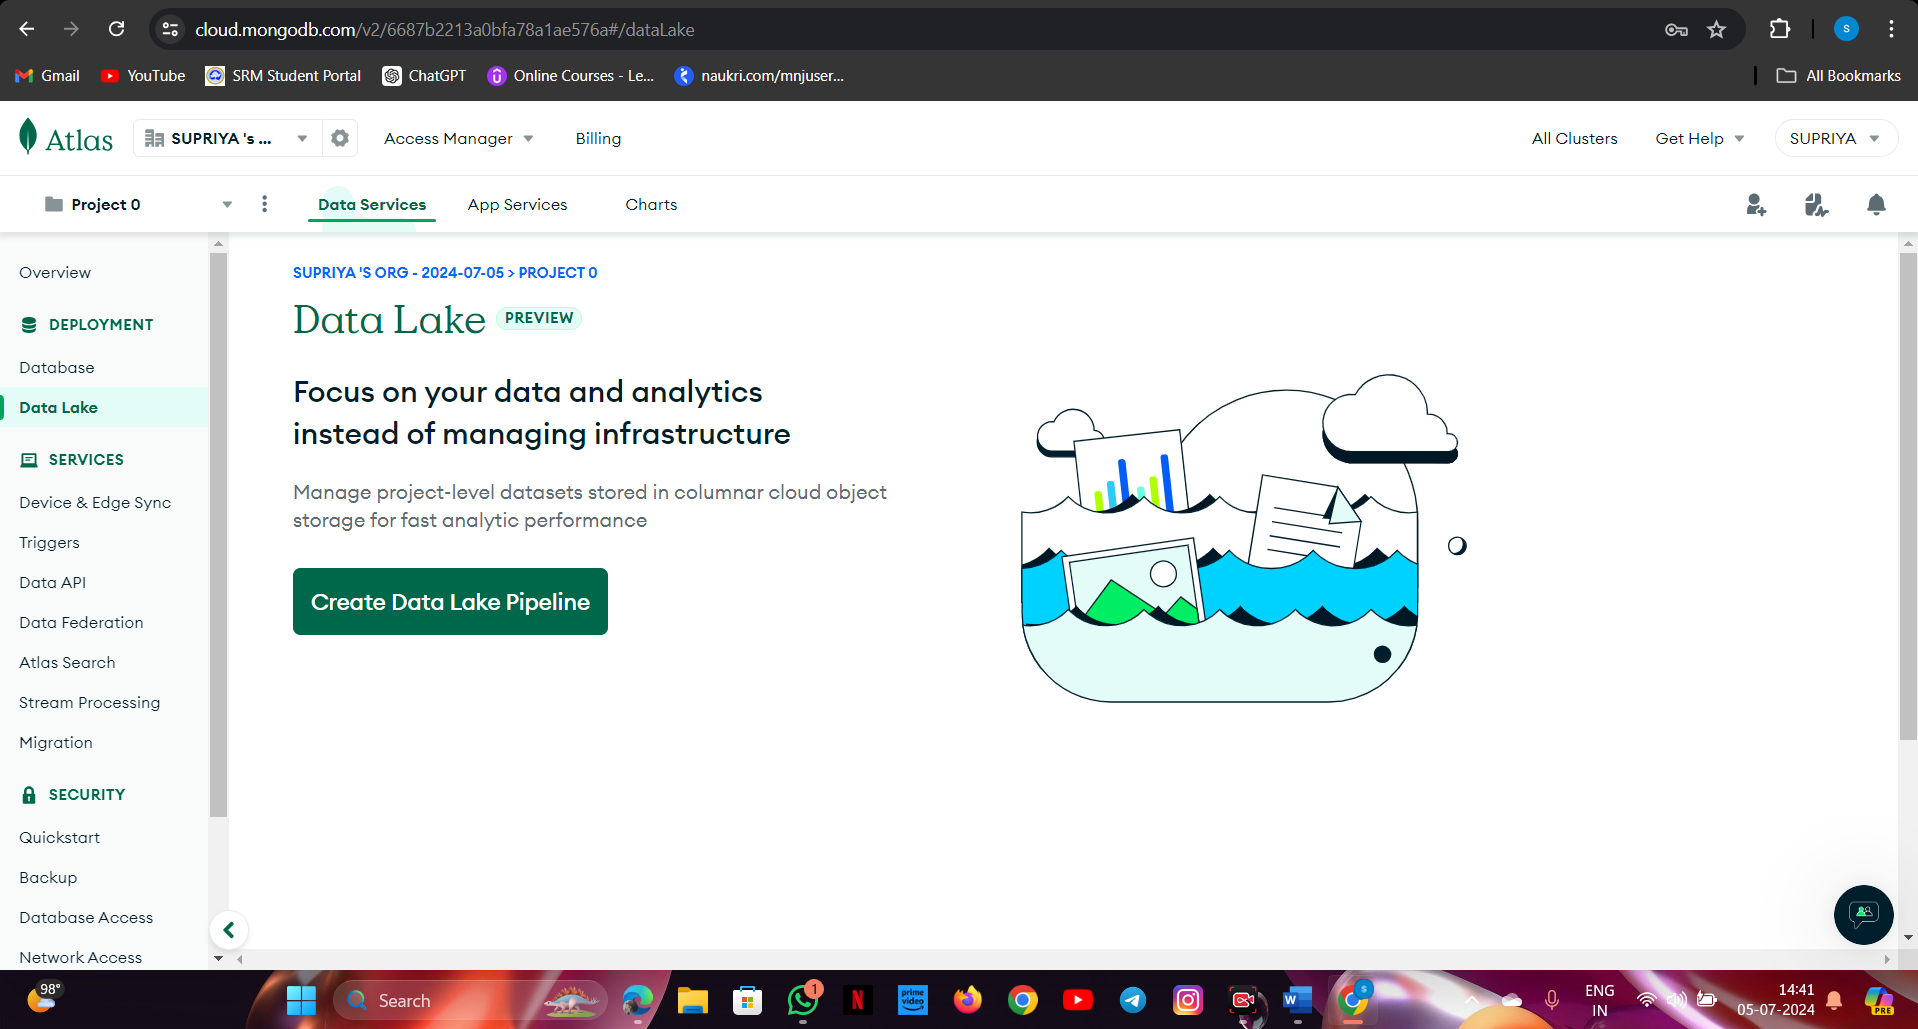 cloud.mongodb.com/v2/6687b2213a0bfa78a1ae576a#/dataLake
S
Gmail
YouTube
SRM Student Portal
ChatGPT
Online Courses - Le...
naukri.com/mnjuser...
All Bookmarks
Atlas
SUPRIYA 's ...
Access Manager
Billing
All Clusters
Get Help
SUPRIYA
Project 0
Data Services
App Services
Charts
Overview
DEPLOYMENT
Database
Data Lake
SERVICES
Device & Edge Sync
Triggers
Data API
Data Federation
Atlas Search
Stream Processing
Migration
SECURITY
Quickstart
Backup
Database Access
Network Access
SUPRIYA 'S ORG - 2024-07-05 > PROJECT 0
Data Lake PREVIEW
Focus on your data and analytics
instead of managing infrastructure
Manage project-level datasets stored in columnar cloud object
storage for fast analytic performance
Create Data Lake Pipeline
98°
Search
1
N
prime
video
W
S
ENG
IN
14:41
05-07-2024
PRE